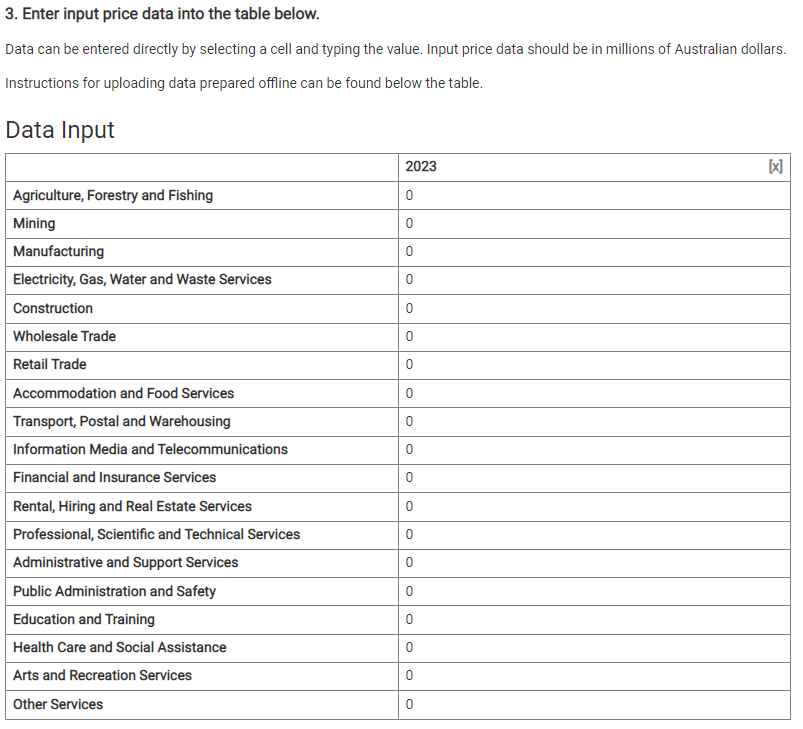 3. Enter input price data into the table below.
Data can be entered directly by selecting a cell and typing the value. Input price data should be in millions of Australian dollars.
Instructions for uploading data prepared offline can be found below the table.
Data Input
2023 [x]
Agriculture, Forestry and Fishing 0
Mining 0
Manufacturing 0
Electricity, Gas, Water and Waste Services 0
Construction 0
Wholesale Trade 0
Retail Trade 0
Accommodation and Food Services 0
Transport, Postal and Warehousing 0
Information Media and Telecommunications 0
Financial and Insurance Services 0
Rental, Hiring and Real Estate Services 0
Professional, Scientific and Technical Services 0
Administrative and Support Services 0
Public Administration and Safety 0
Education and Training 0
Health Care and Social Assistance 0
Arts and Recreation Services 0
Other Services 0